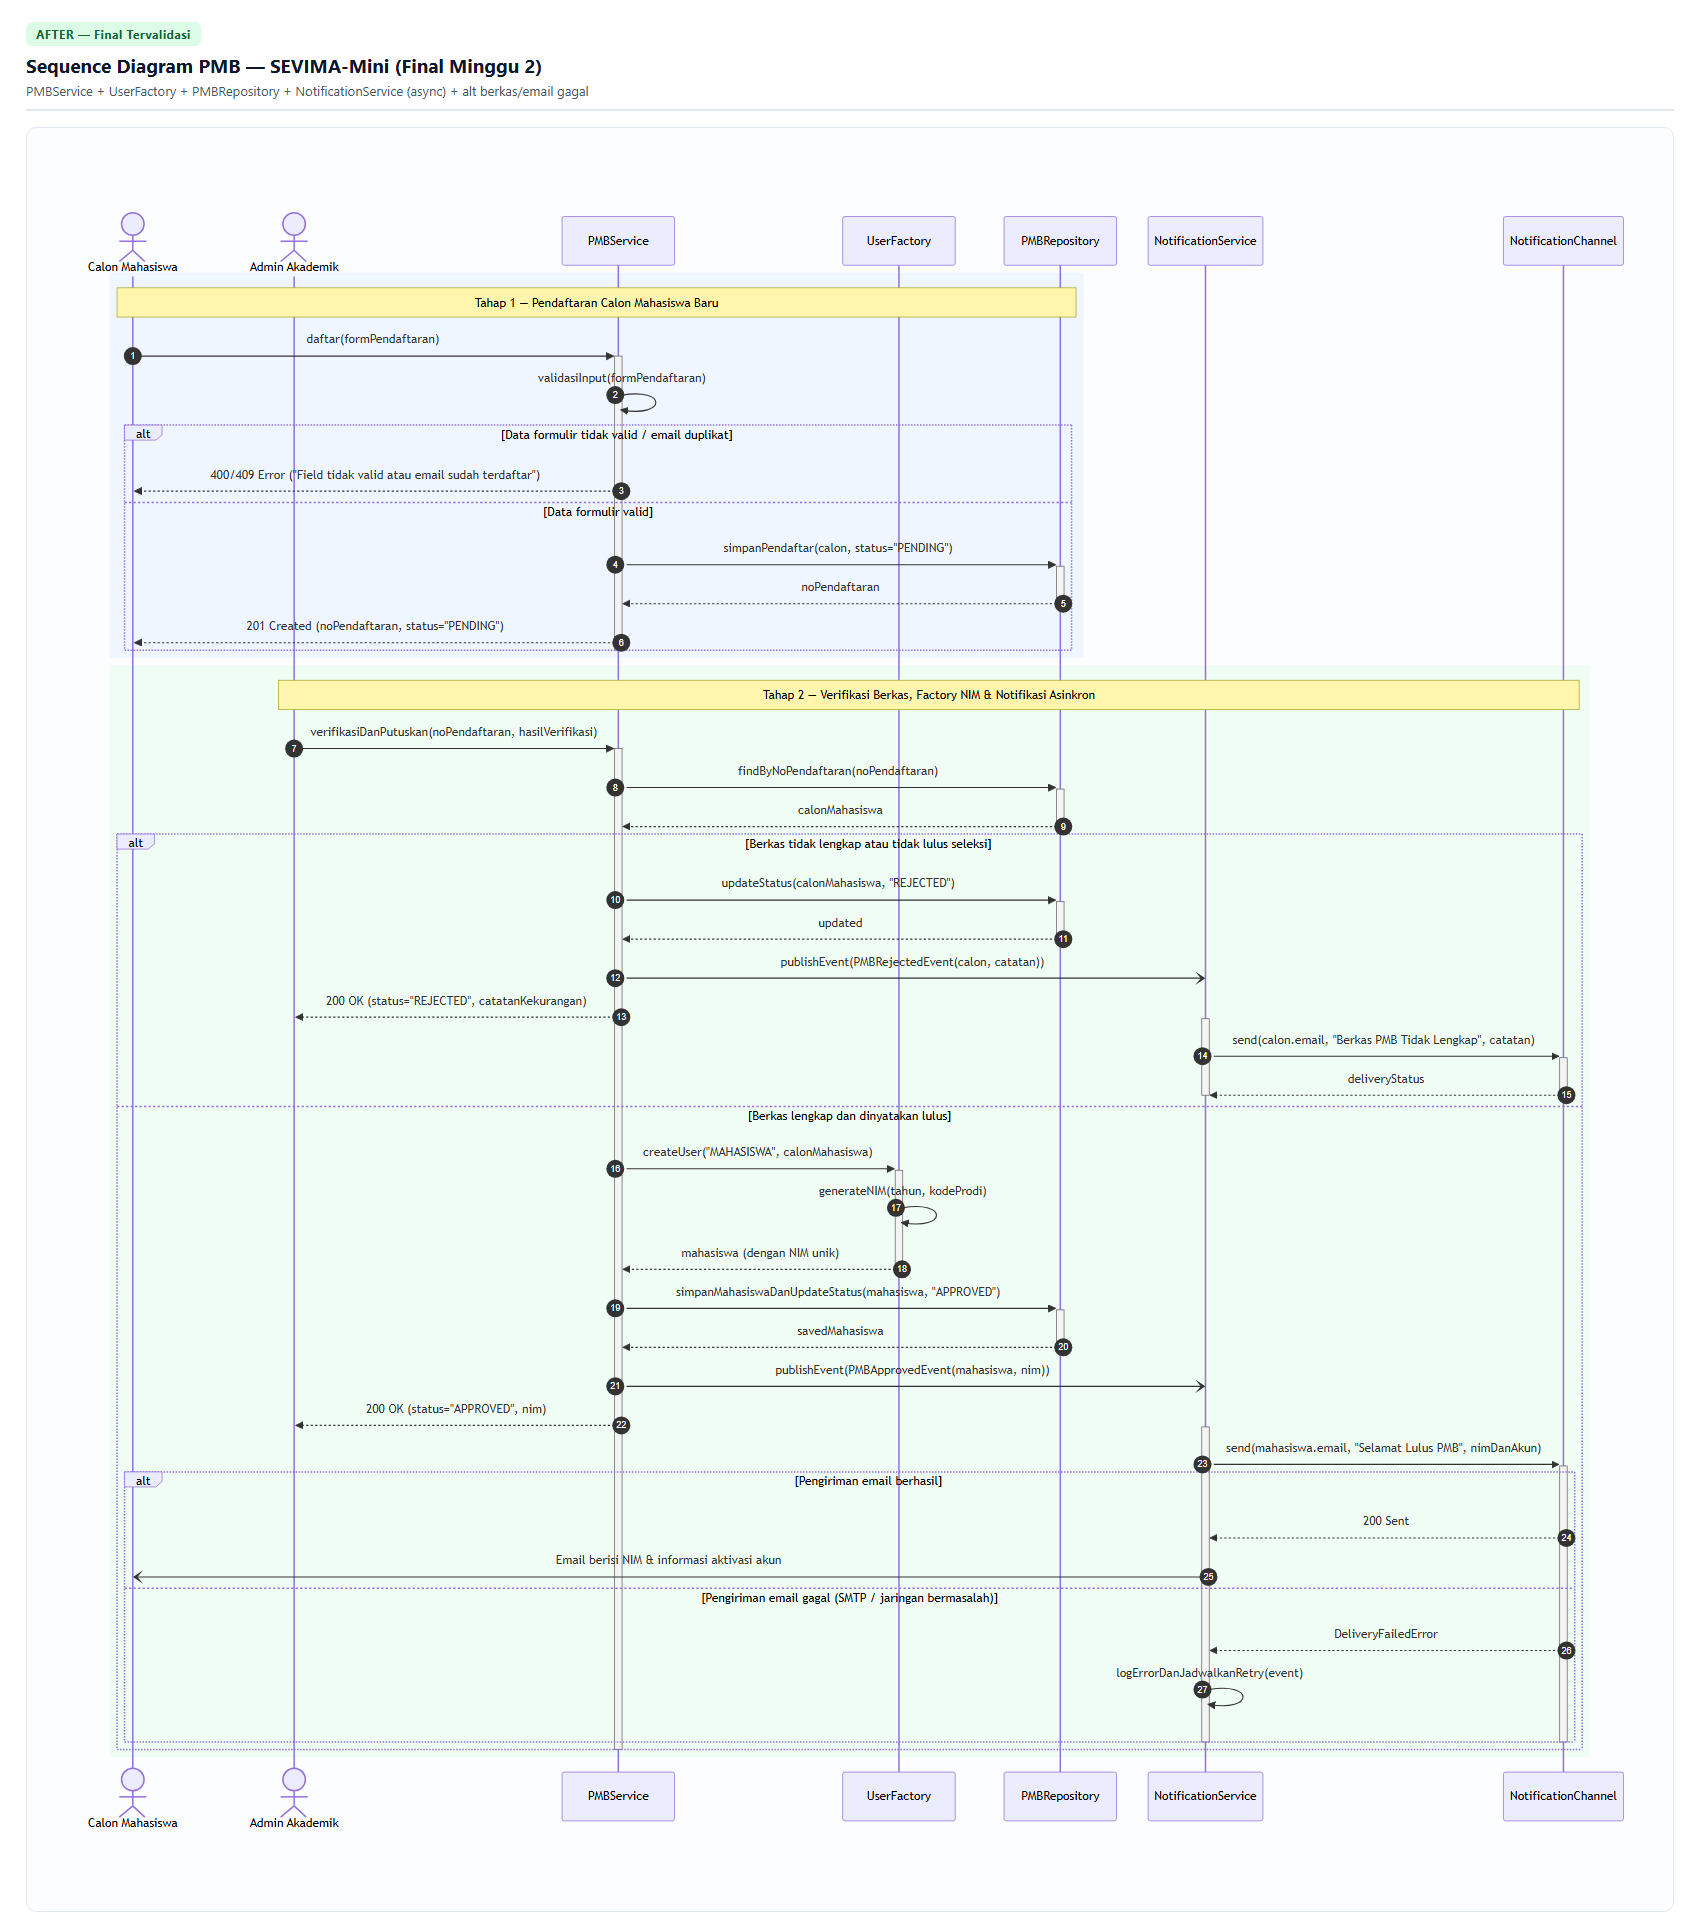 AFTER — Final Tervalidasi
Sequence Diagram PMB — SEVIMA-Mini (Final Minggu 2)
PMBService + UserFactory + PMBRepository + NotificationService (async) + alt berkas/email gagal
Calon Mahasiswa
Admin Akademik
PMBService
UserFactory
PMBRepository
NotificationService
NotificationChannel
Tahap 1 — Pendaftaran Calon Mahasiswa Baru
daftar(formPendaftaran)
1
validasiInput(formPendaftaran)
2
alt
[Data formulir tidak valid / email duplikat]
400/409 Error ("Field tidak valid atau email sudah terdaftar")
3
[Data formulir valid]
simpanPendaftar(calon, status="PENDING")
4
noPendaftaran
5
201 Created (noPendaftaran, status="PENDING")
6
Tahap 2 — Verifikasi Berkas, Factory NIM & Notifikasi Asinkron
verifikasiDanPutuskan(noPendaftaran, hasilVerifikasi)
7
findByNoPendaftaran(noPendaftaran)
8
calonMahasiswa
9
alt
[Berkas tidak lengkap atau tidak lulus seleksi]
updateStatus(calonMahasiswa, "REJECTED")
10
updated
11
publishEvent(PMBRejectedEvent(calon, catatan))
12
200 OK (status="REJECTED", catatanKekurangan)
13
send(calon.email, "Berkas PMB Tidak Lengkap", catatan)
14
deliveryStatus
15
[Berkas lengkap dan dinyatakan lulus]
createUser("MAHASISWA", calonMahasiswa)
16
generateNIM(tahun, kodeProdi)
17
mahasiswa (dengan NIM unik)
18
simpanMahasiswaDanUpdateStatus(mahasiswa, "APPROVED")
19
savedMahasiswa
20
publishEvent(PMBApprovedEvent(mahasiswa, nim))
21
200 OK (status="APPROVED", nim)
22
send(mahasiswa.email, "Selamat Lulus PMB", nimDanAkun)
23
alt
[Pengiriman email berhasil]
200 Sent
24
Email berisi NIM & informasi aktivasi akun
25
[Pengiriman email gagal (SMTP / jaringan bermasalah)]
DeliveryFailedError
26
logErrorDanJadwalkanRetry(event)
27
Calon Mahasiswa
Admin Akademik
PMBService
UserFactory
PMBRepository
NotificationService
NotificationChannel